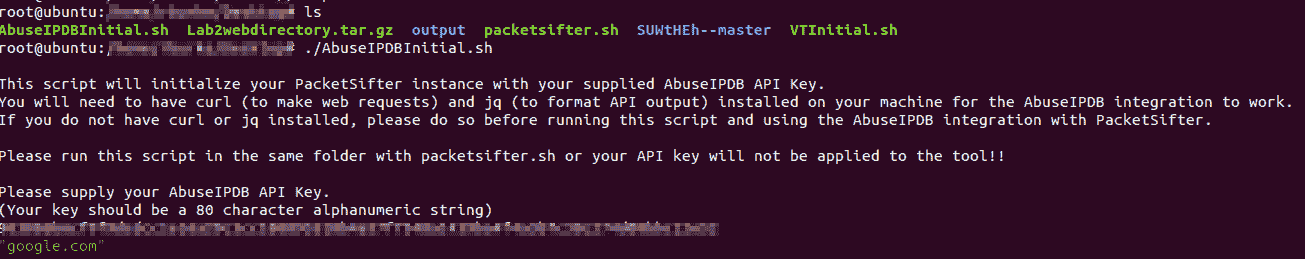 root@ubuntu: ls
AbuseIPDBInitial.sh Lab2webdirectory.tar.gz output packetsifter.sh SUWtHEh--master VTInitial.sh
root@ubuntu: ./AbuseIPDBInitial.sh
This script will initialize your PacketSifter instance with your supplied AbuseIPDB API Key.
You will need to have curl (to make web requests) and jq (to format API output) installed on your machine for the AbuseIPDB integration to work.
If you do not have curl or jq installed, please do so before running this script and using the AbuseIPDB integration with PacketSifter.
Please run this script in the same folder with packetsifter.sh or your API key will not be applied to the tool!!
Please supply your AbuseIPDB API Key.
(Your key should be a 80 character alphanumeric string)
"google.com"